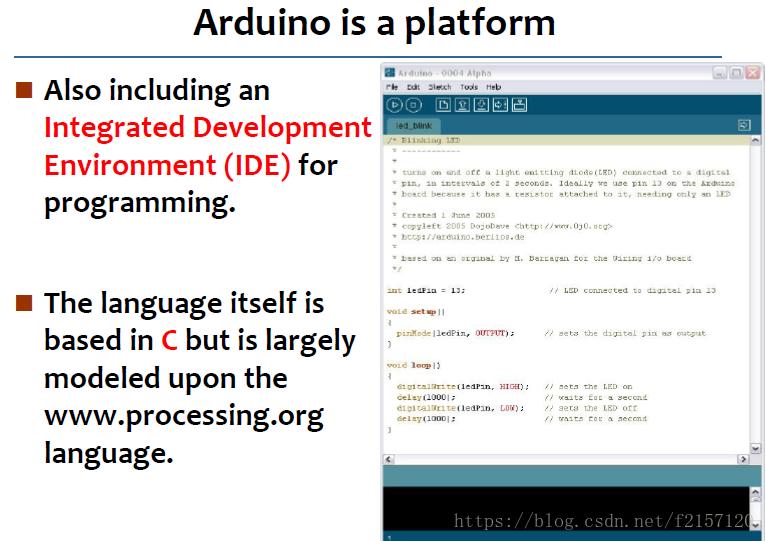 Arduino is a platform
Also including an
Integrated Development
Environment (IDE) for
programming.
The language itself is
based in C but is largely
modeled upon the
www.processing.org
language.
Arduino - 0004 Alpha
File Edit Sketch Tools Help
led_blink
/* Blinking LED
* ------------
*
* turns on and off a light emitting diode(LED) connected to a digital
* pin, in intervals of 2 seconds. Ideally we use pin 13 on the Arduino
* board because it has a resistor attached to it, needing only an LED
*
* Created 1 June 2005
* copyleft 2005 DojoDave <http://www.0j0.org>
* http://arduino.berlios.de
*
* based on an orginal by H. Barragan for the Wiring i/o board
*/
int ledPin = 13; // LED connected to digital pin 13
void setup()
{
pinMode(ledPin, OUTPUT); // sets the digital pin as output
}
void loop()
{
digitalWrite(ledPin, HIGH); // sets the LED on
delay(1000); // waits for a second
digitalWrite(ledPin, LOW); // sets the LED off
delay(1000); // waits for a second
}
https://blog.csdn.net/f2157120
1